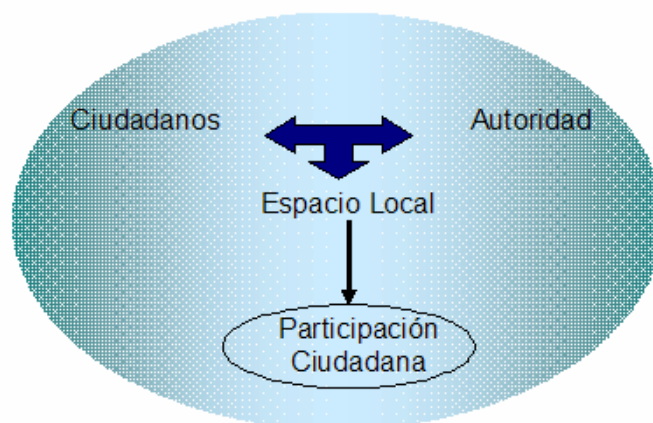 Ciudadanos
Autoridad
Espacio Local
Participación
Ciudadana